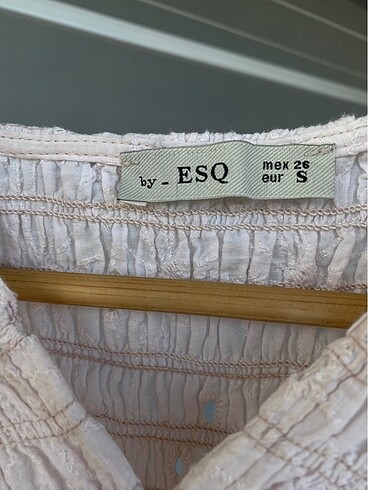 by - ESQ
mex 26
eur S